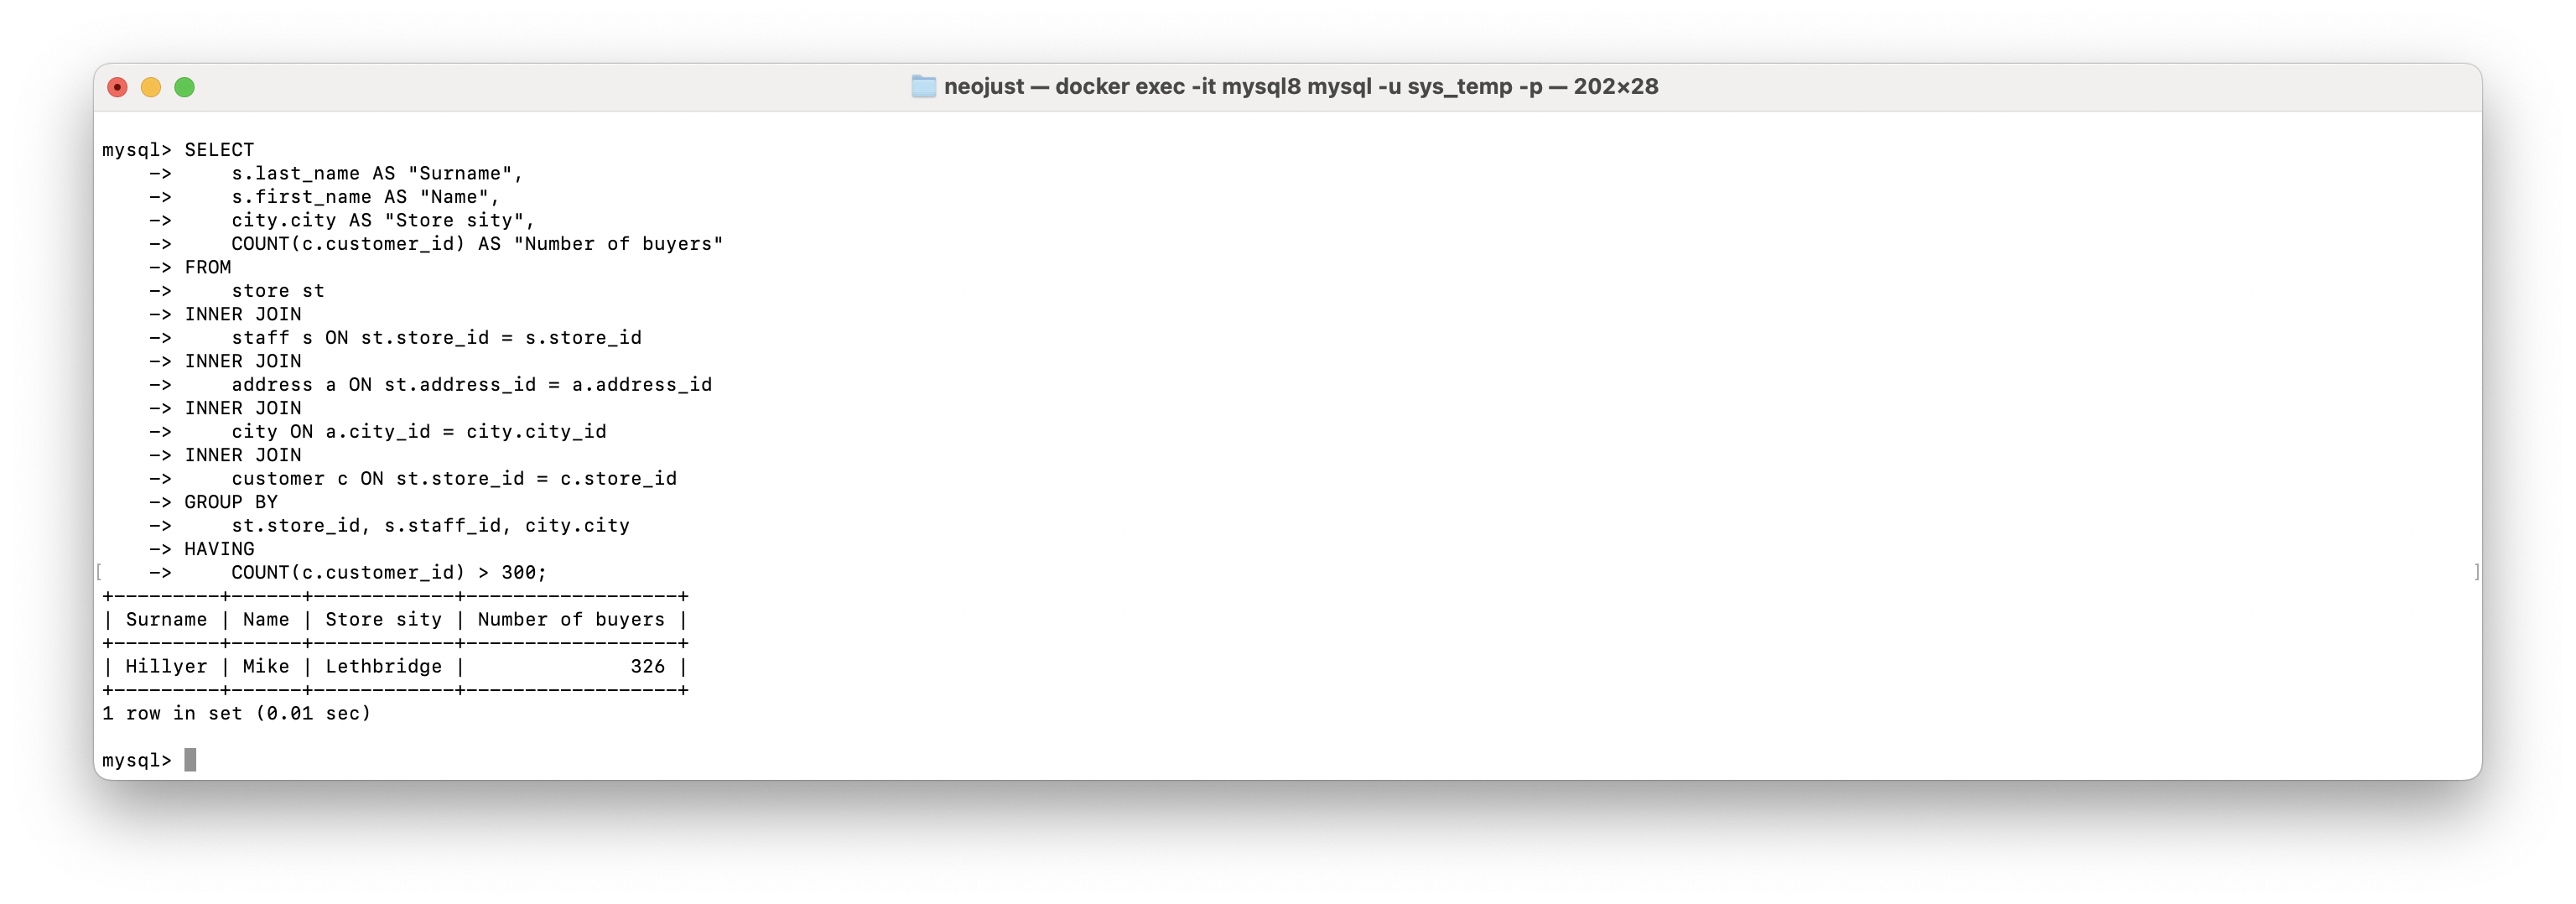 neojust — docker exec -it mysql8 mysql -u sys_temp -p — 202×28
mysql> SELECT
    ->     s.last_name AS "Surname",
    ->     s.first_name AS "Name",
    ->     city.city AS "Store sity",
    ->     COUNT(c.customer_id) AS "Number of buyers"
    -> FROM
    ->     store st
    -> INNER JOIN
    ->     staff s ON st.store_id = s.store_id
    -> INNER JOIN
    ->     address a ON st.address_id = a.address_id
    -> INNER JOIN
    ->     city ON a.city_id = city.city_id
    -> INNER JOIN
    ->     customer c ON st.store_id = c.store_id
    -> GROUP BY
    ->     st.store_id, s.staff_id, city.city
    -> HAVING
[    ->     COUNT(c.customer_id) > 300; ]
+---------+------+------------+------------------+
| Surname | Name | Store sity | Number of buyers |
+---------+------+------------+------------------+
| Hillyer | Mike | Lethbridge |              326 |
+---------+------+------------+------------------+
1 row in set (0.01 sec)
mysql>